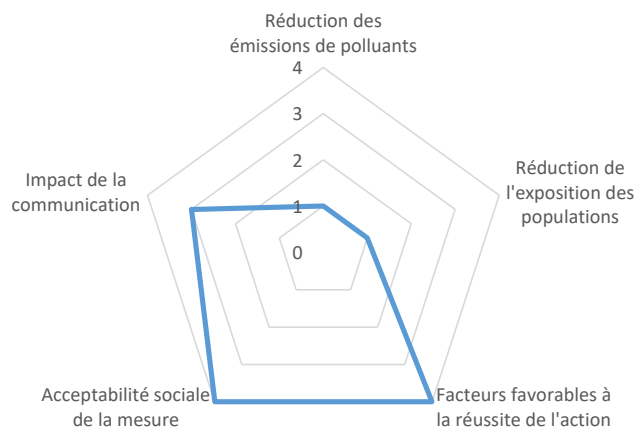 Réduction des
émissions de polluants
4
3
2
1
0
Réduction de
l'exposition des
populations
Facteurs favorables à
la réussite de l'action
Acceptabilité sociale
de la mesure
Impact de la
communication